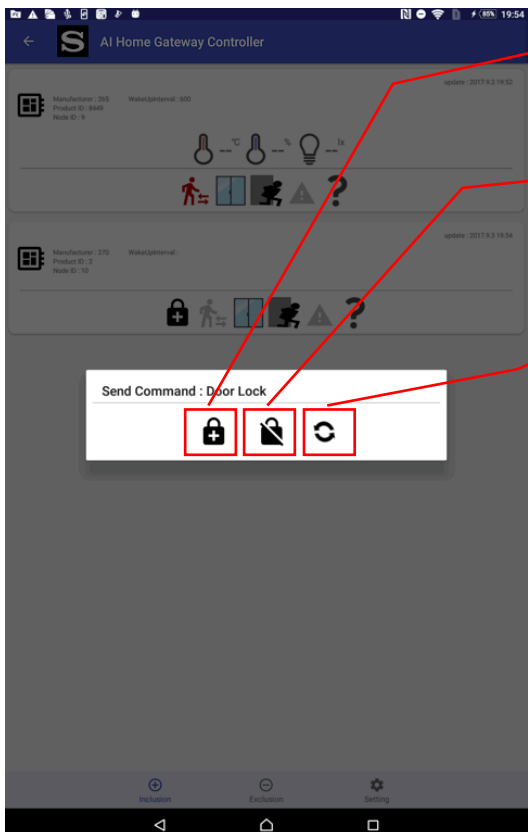 85% 19:54
S AI Home Gateway Controller
update : 2017.9.3 19:52
Manufacturer : 265 WakeUpInterval : 600
Product ID : 8449
Node ID : 9
--℃ --% --lx
?
update : 2017.9.3 19:54
Manufacturer : 270 WakeUpInterval :
Product ID : 2
Node ID : 10
?
Send Command : Door Lock
Inclusion Exclusion Setting